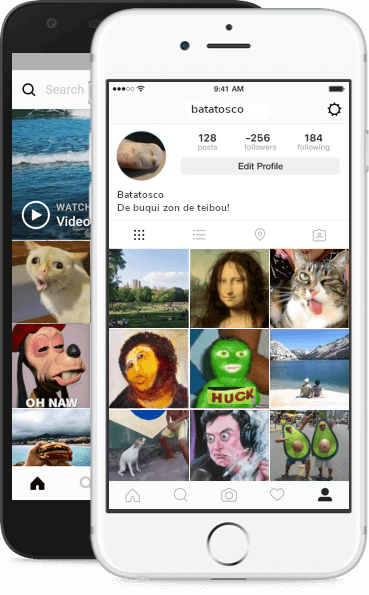 Search
WATCH
Video
OH NAW
9:41 AM
batatosco
128
posts
-256
followers
184
following
Edit Profile
Batatosco
De buqui zon de teibou!
HUCK